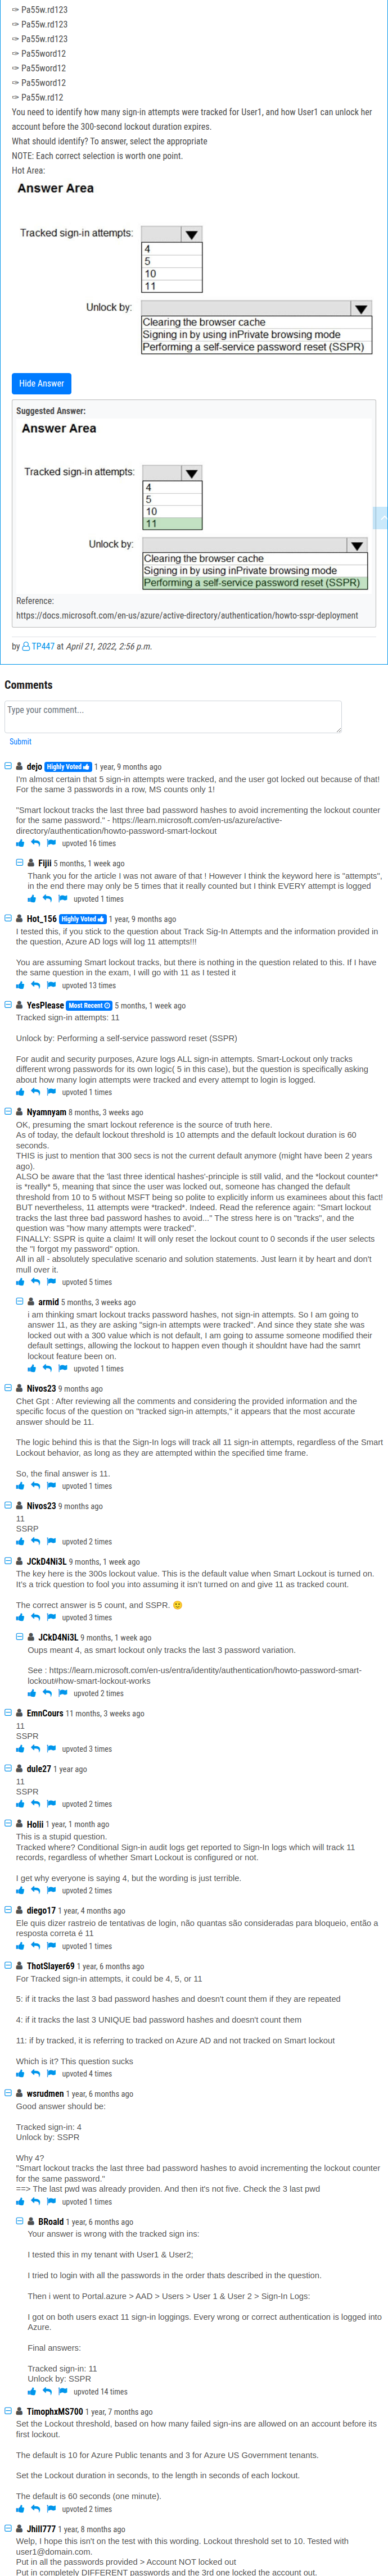 ⇨ Pa55w.rd123
⇨ Pa55w.rd123
⇨ Pa55w.rd123
⇨ Pa55word12
⇨ Pa55word12
⇨ Pa55word12
⇨ Pa55w.rd12
You need to identify how many sign-in attempts were tracked for User1, and how User1 can unlock her
account before the 300-second lockout duration expires.
What should identify? To answer, select the appropriate
NOTE: Each correct selection is worth one point.
Hot Area:
Answer Area
Tracked sign-in attempts:
4
5
10
11
Unlock by:
Clearing the browser cache
Signing in by using inPrivate browsing mode
Performing a self-service password reset (SSPR)
Hide Answer
Suggested Answer:
Answer Area
Tracked sign-in attempts:
4
5
10
11
Unlock by:
Clearing the browser cache
Signing in by using inPrivate browsing mode
Performing a self-service password reset (SSPR)
Reference:
https://docs.microsoft.com/en-us/azure/active-directory/authentication/howto-sspr-deployment
by TP447 at April 21, 2022, 2:56 p.m.
Comments
Type your comment...
Submit
dejo Highly Voted 1 year, 9 months ago
I'm almost certain that 5 sign-in attempts were tracked, and the user got locked out because of that!
For the same 3 passwords in a row, MS counts only 1!
"Smart lockout tracks the last three bad password hashes to avoid incrementing the lockout counter
for the same password." - https://learn.microsoft.com/en-us/azure/active-
directory/authentication/howto-password-smart-lockout
upvoted 16 times
Fijii 5 months, 1 week ago
Thank you for the article I was not aware of that ! However I think the keyword here is "attempts",
in the end there may only be 5 times that it really counted but I think EVERY attempt is logged
upvoted 1 times
Hot_156 Highly Voted 1 year, 9 months ago
I tested this, if you stick to the question about Track Sig-In Attempts and the information provided in
the question, Azure AD logs will log 11 attempts!!!
You are assuming Smart lockout tracks, but there is nothing in the question related to this. If I have
the same question in the exam, I will go with 11 as I tested it
upvoted 13 times
YesPlease Most Recent 5 months, 1 week ago
Tracked sign-in attempts: 11
Unlock by: Performing a self-service password reset (SSPR)
For audit and security purposes, Azure logs ALL sign-in attempts. Smart-Lockout only tracks
different wrong passwords for its own logic( 5 in this case), but the question is specifically asking
about how many login attempts were tracked and every attempt to login is logged.
upvoted 1 times
Nyamnyam 8 months, 3 weeks ago
OK, presuming the smart lockout reference is the source of truth here.
As of today, the default lockout threshold is 10 attempts and the default lockout duration is 60
seconds.
THIS is just to mention that 300 secs is not the current default anymore (might have been 2 years
ago).
ALSO be aware that the 'last three identical hashes'-principle is still valid, and the *lockout counter*
is *really* 5, meaning that since the user was locked out, someone has changed the default
threshold from 10 to 5 without MSFT being so polite to explicitly inform us examinees about this fact!
BUT nevertheless, 11 attempts were *tracked*. Indeed. Read the reference again: "Smart lockout
tracks the last three bad password hashes to avoid..." The stress here is on "tracks", and the
question was "how many attempts were tracked".
FINALLY: SSPR is quite a claim! It will only reset the lockout count to 0 seconds if the user selects
the "I forgot my password" option.
All in all - absolutely speculative scenario and solution statements. Just learn it by heart and don't
mull over it.
upvoted 5 times
armid 5 months, 3 weeks ago
i am thinking smart lockout tracks password hashes, not sign-in attempts. So I am going to
answer 11, as they are asking "sign-in attempts were tracked". And since they state she was
locked out with a 300 value which is not default, I am going to assume someone modified their
default settings, allowing the lockout to happen even though it shouldnt have had the samrt
lockout feature been on.
upvoted 1 times
Nivos23 9 months ago
Chet Gpt : After reviewing all the comments and considering the provided information and the
specific focus of the question on "tracked sign-in attempts," it appears that the most accurate
answer should be 11.
The logic behind this is that the Sign-In logs will track all 11 sign-in attempts, regardless of the Smart
Lockout behavior, as long as they are attempted within the specified time frame.
So, the final answer is 11.
upvoted 1 times
Nivos23 9 months ago
11
SSRP
upvoted 2 times
JCkD4Ni3L 9 months, 1 week ago
The key here is the 300s lockout value. This is the default value when Smart Lockout is turned on.
It's a trick question to fool you into assuming it isn't turned on and give 11 as tracked count.
The correct answer is 5 count, and SSPR. 🙂
upvoted 3 times
JCkD4Ni3L 9 months, 1 week ago
Oups meant 4, as smart lockout only tracks the last 3 password variation.
See : https://learn.microsoft.com/en-us/entra/identity/authentication/howto-password-smart-
lockout#how-smart-lockout-works
upvoted 2 times
EmnCours 11 months, 3 weeks ago
11
SSPR
upvoted 3 times
dule27 1 year ago
11
SSPR
upvoted 2 times
Holii 1 year, 1 month ago
This is a stupid question.
Tracked where? Conditional Sign-in audit logs get reported to Sign-In logs which will track 11
records, regardless of whether Smart Lockout is configured or not.
I get why everyone is saying 4, but the wording is just terrible.
upvoted 2 times
diego17 1 year, 4 months ago
Ele quis dizer rastreio de tentativas de login, não quantas são consideradas para bloqueio, então a
resposta correta é 11
upvoted 1 times
ThotSlayer69 1 year, 6 months ago
For Tracked sign-in attempts, it could be 4, 5, or 11
5: if it tracks the last 3 bad password hashes and doesn't count them if they are repeated
4: if it tracks the last 3 UNIQUE bad password hashes and doesn't count them
11: if by tracked, it is referring to tracked on Azure AD and not tracked on Smart lockout
Which is it? This question sucks
upvoted 4 times
wsrudmen 1 year, 6 months ago
Good answer should be:
Tracked sign-in: 4
Unlock by: SSPR
Why 4?
"Smart lockout tracks the last three bad password hashes to avoid incrementing the lockout counter
for the same password."
==> The last pwd was already providen. And then it's not five. Check the 3 last pwd
upvoted 1 times
BRoald 1 year, 6 months ago
Your answer is wrong with the tracked sign ins:
I tested this in my tenant with User1 & User2;
I tried to login with all the passwords in the order thats described in the question.
Then i went to Portal.azure > AAD > Users > User 1 & User 2 > Sign-In Logs:
I got on both users exact 11 sign-in loggings. Every wrong or correct authentication is logged into
Azure.
Final answers:
Tracked sign-in: 11
Unlock by: SSPR
upvoted 14 times
TimophxMS700 1 year, 7 months ago
Set the Lockout threshold, based on how many failed sign-ins are allowed on an account before its
first lockout.
The default is 10 for Azure Public tenants and 3 for Azure US Government tenants.
Set the Lockout duration in seconds, to the length in seconds of each lockout.
The default is 60 seconds (one minute).
upvoted 2 times
Jhill777 1 year, 8 months ago
Welp, I hope this isn't on the test with this wording. Lockout threshold set to 10. Tested with
user1@domain.com.
Put in all the passwords provided > Account NOT locked out
Put in completely DIFFERENT passwords and the 3rd one locked the account out.